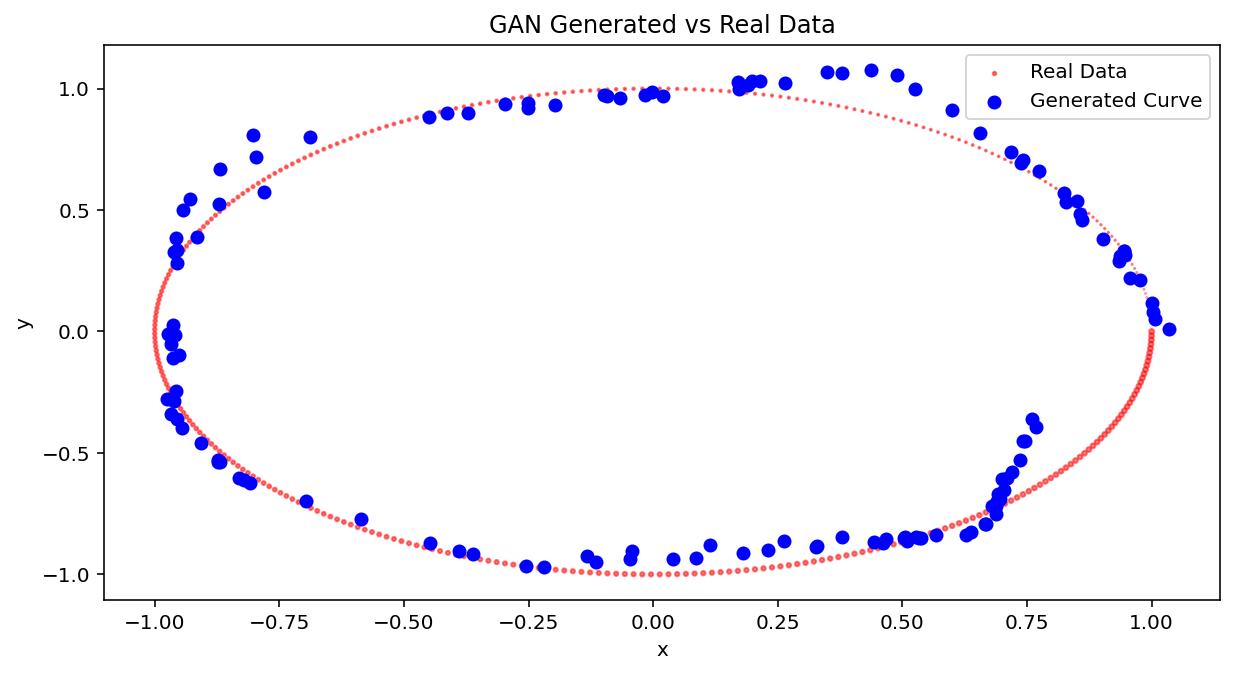 GAN Generated vs Real Data
Real Data
Generated Curve
y
1.0
0.5
0.0
−0.5
−1.0
−1.00 −0.75 −0.50 −0.25 0.00 0.25 0.50 0.75 1.00
x